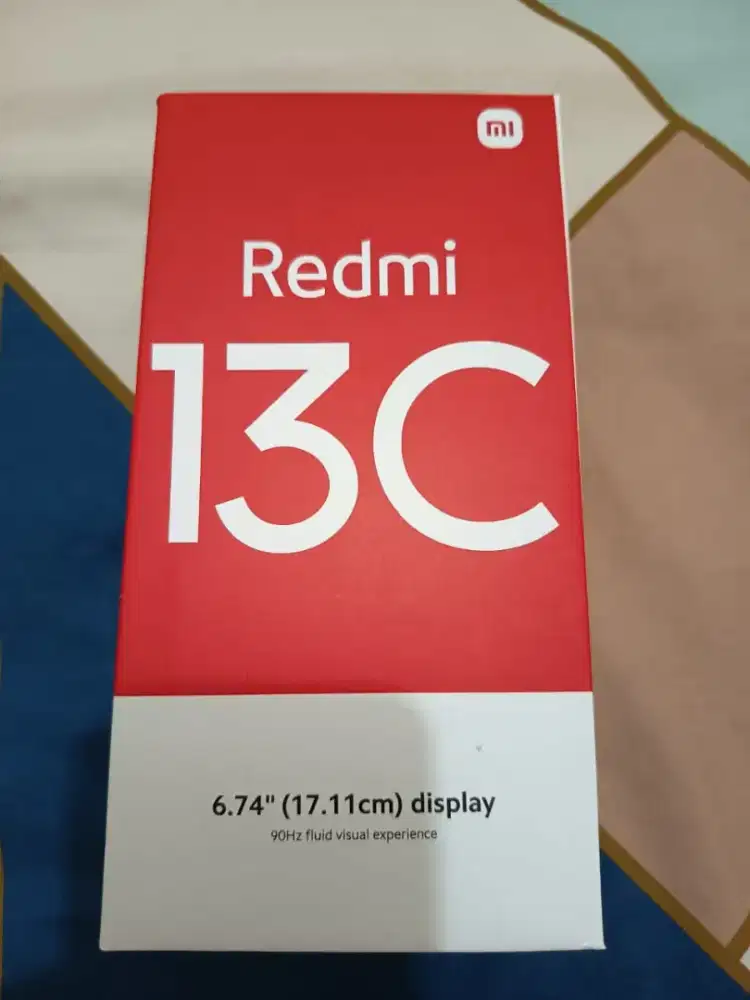 mi
Redmi
13C
6.74" (17.11cm) display
90Hz fluid visual experience